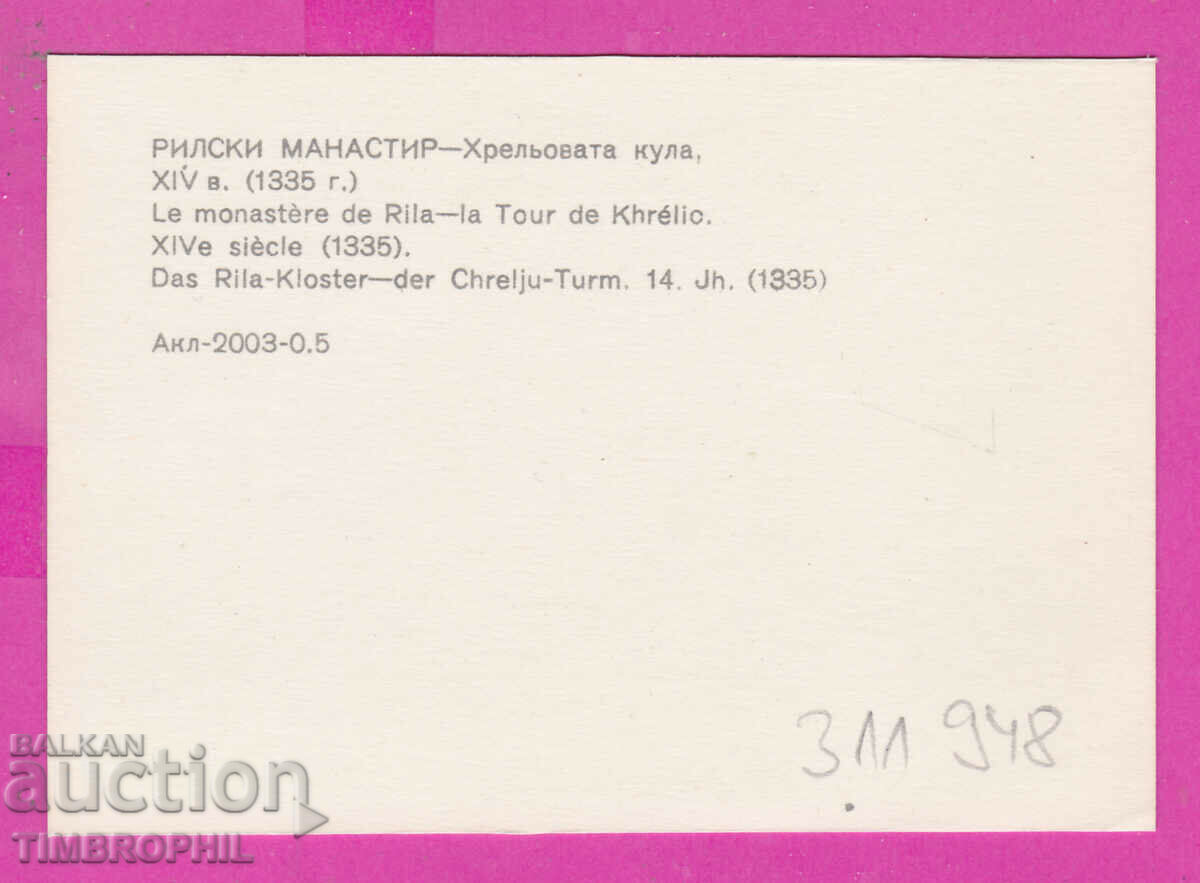 РИЛСКИ МАНАСТИР—Хрельовата кула,
XIV в. (1335 г.)
Le monastère de Rila—la Tour de Khrélio.
XIVe siècle (1335).
Das Rila-Kloster—der Chrelju-Turm. 14. Jh. (1335)
Акл-2003-0.5
311 948
BALKAN
auction
TIMBROPHIL